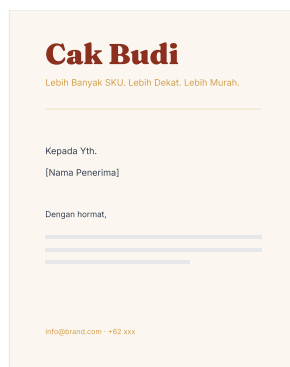 Cak Budi
Lebih Banyak SKU. Lebih Dekat. Lebih Murah.
Kepada Yth.
[Nama Penerima]
Dengan hormat,
info@brand.com · +62 xxx